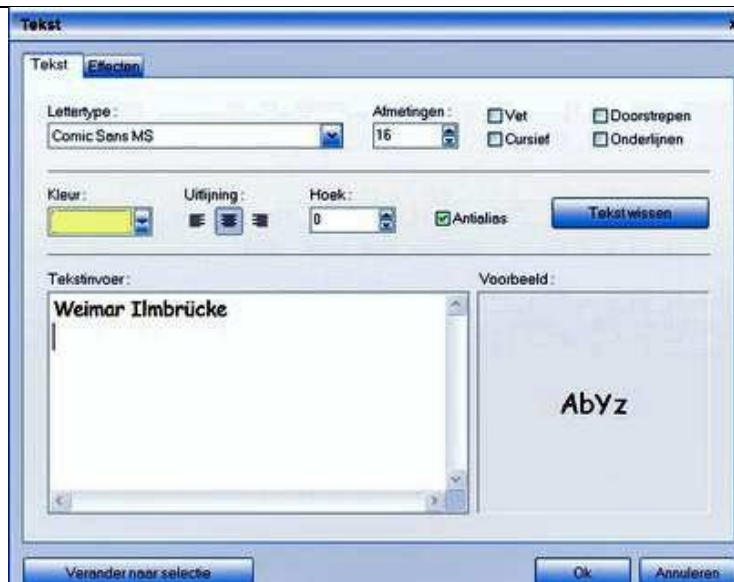 Tekst
Tekst Effecten
Lettertype: Afmetingen:
Comic Sans MS 16
Vet Doorstrepen
Cursief Onderlijnen
Kleur: Uitlijning: Hoek:
0 Antialias Tekst wissen
Tekstinvoer: Voorbeeld:
Weimar Ilmbrücke
AbYz
Verander naar selectie Ok Annuleren